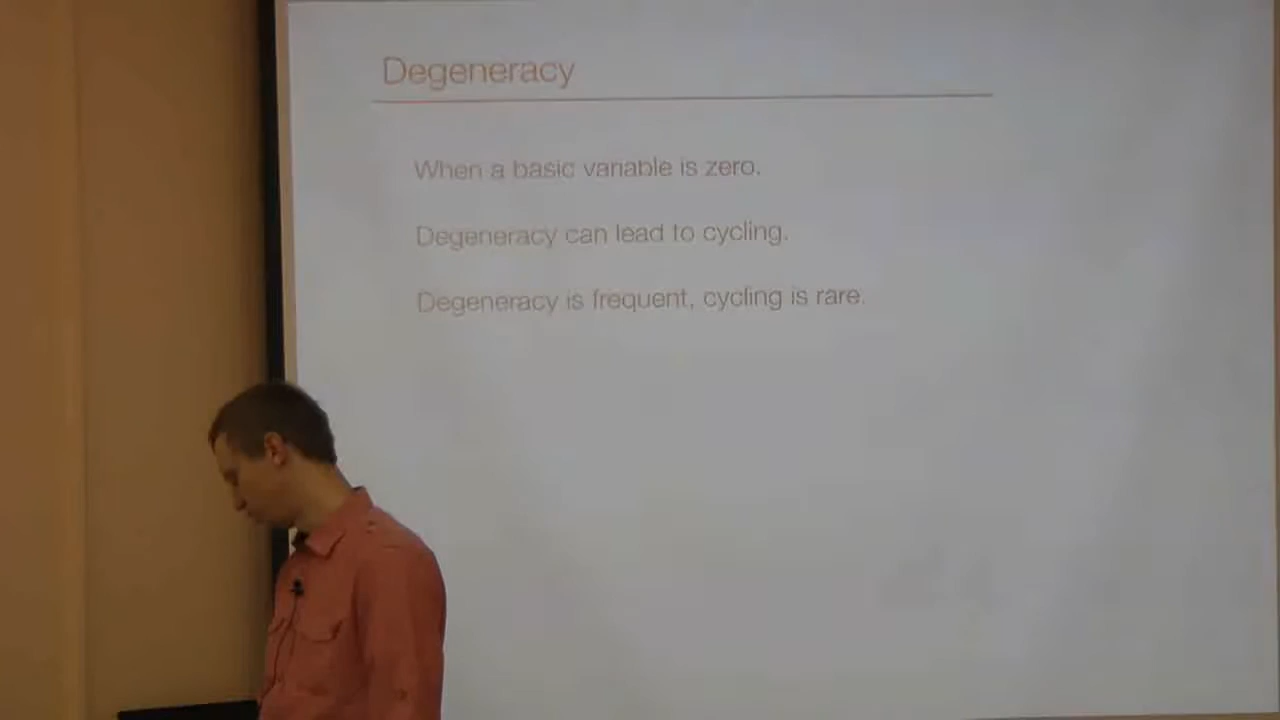 Degeneracy
When a basic variable is zero.
Degeneracy can lead to cycling.
Degeneracy is frequent, cycling is rare.